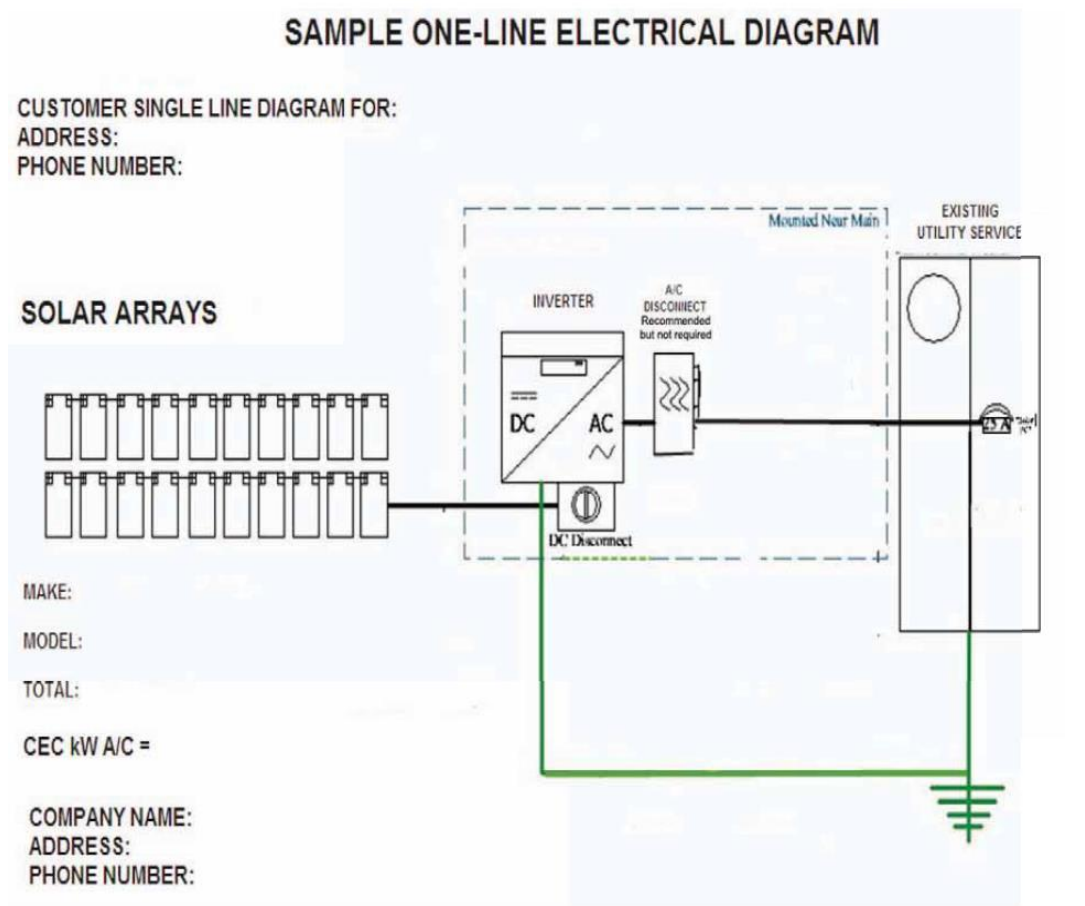 SAMPLE ONE-LINE ELECTRICAL DIAGRAM
CUSTOMER SINGLE LINE DIAGRAM FOR:
ADDRESS:
PHONE NUMBER:
Mounted Near Main
EXISTING
UTILITY SERVICE
SOLAR ARRAYS
INVERTER
A/C
DISCONNECT
Recommended
but not required
DC
AC
25 A
DC Disconnect
MAKE:
MODEL:
TOTAL:
CEC kW A/C =
COMPANY NAME:
ADDRESS:
PHONE NUMBER: